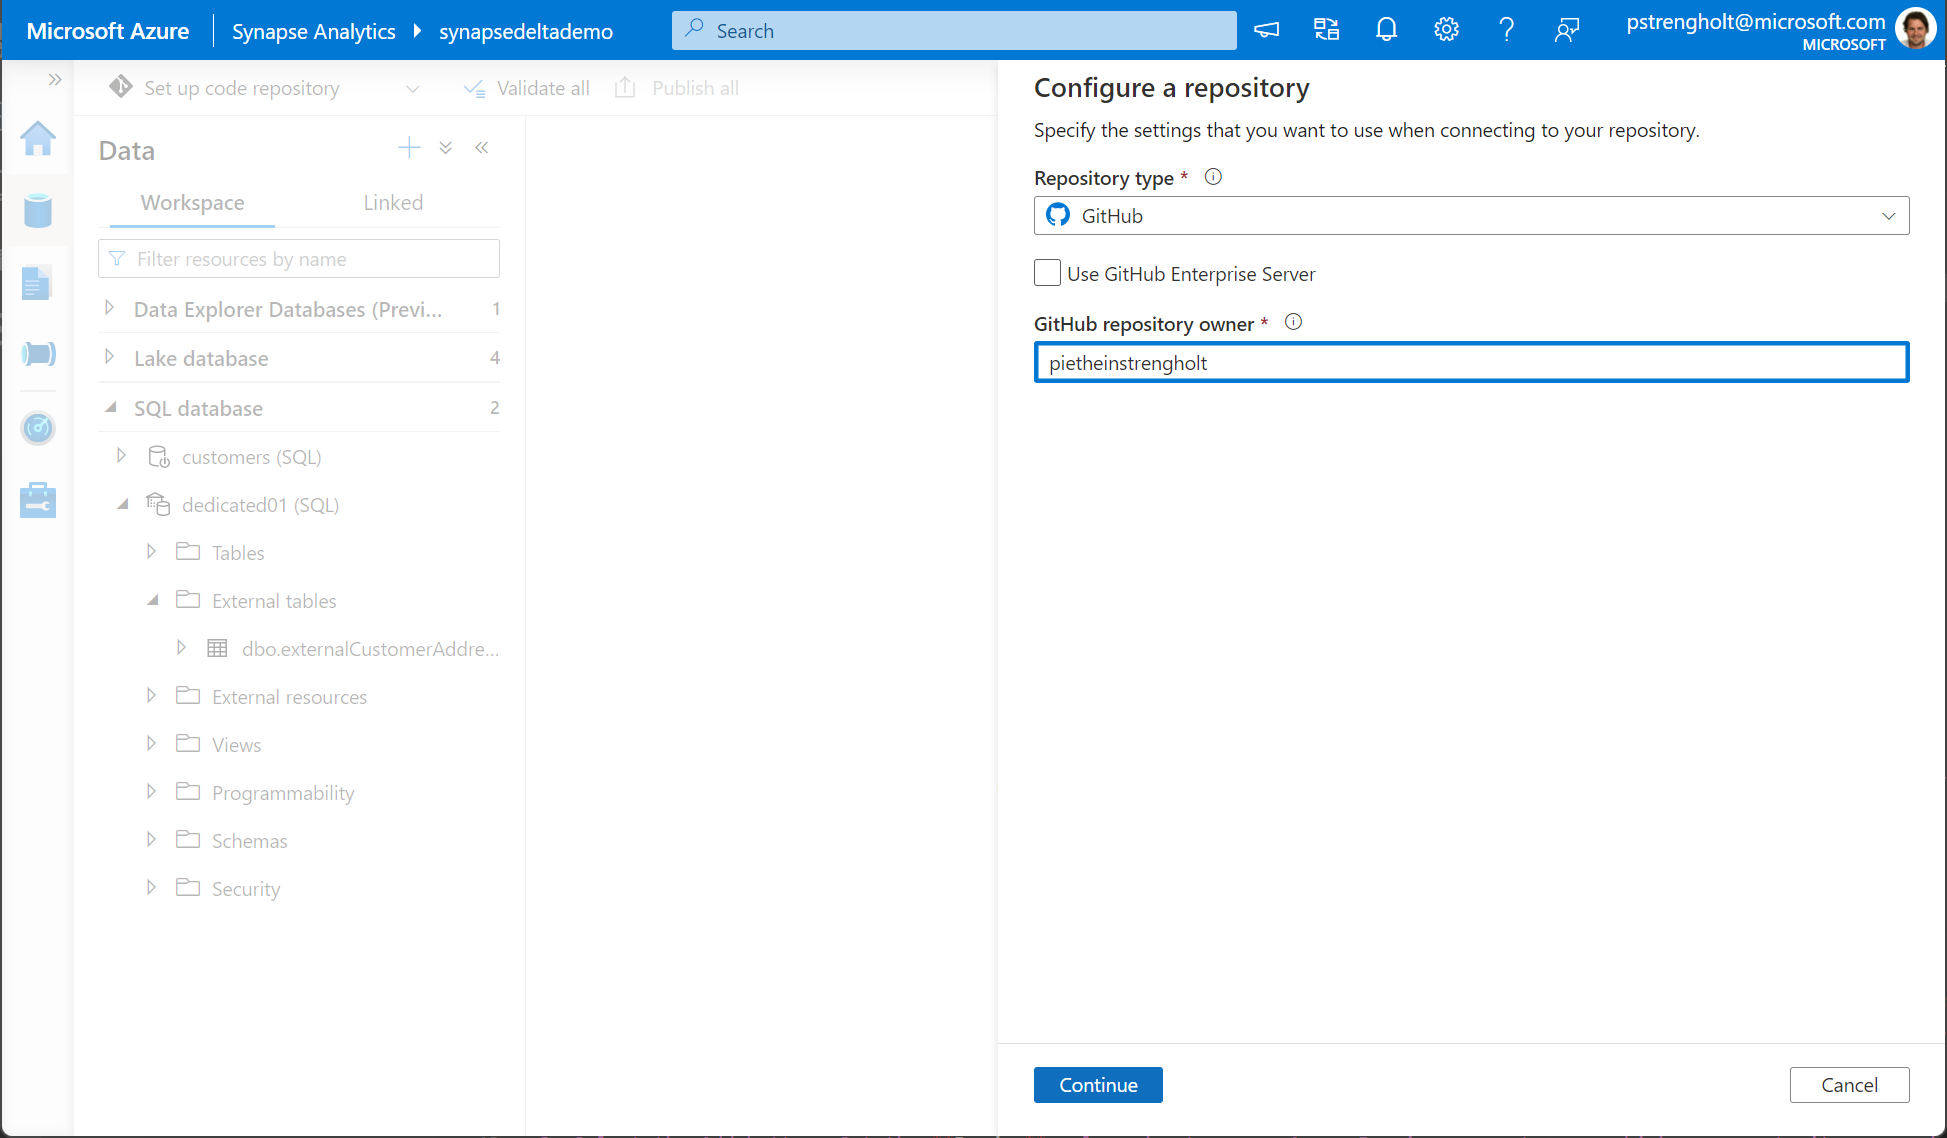 Microsoft Azure
Synapse Analytics
synapsedeltademo
Search
pstrengholt@microsoft.com
MICROSOFT
Set up code repository
Validate all
Publish all
Data
Workspace
Linked
Filter resources by name
Data Explorer Databases (Previ... 1
Lake database 4
SQL database 2
customers (SQL)
dedicated01 (SQL)
Tables
External tables
dbo.externalCustomerAddre...
External resources
Views
Programmability
Schemas
Security
Configure a repository
Specify the settings that you want to use when connecting to your repository.
Repository type *
GitHub
Use GitHub Enterprise Server
GitHub repository owner *
pietheinstrengholt
Continue
Cancel